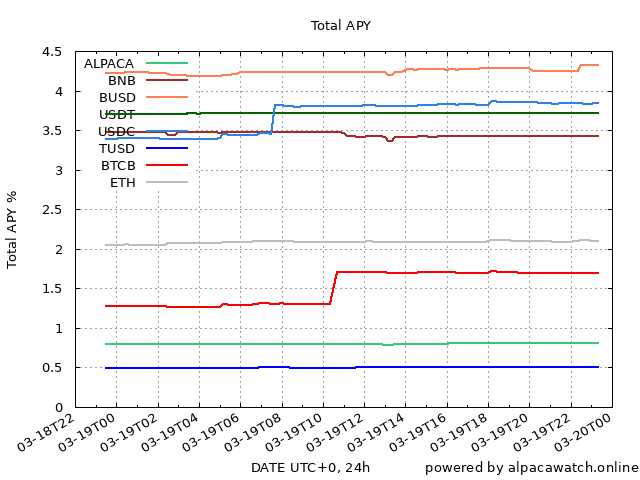 Total APY
Total APY %
4.5
4
3.5
3
2.5
2
1.5
1
0.5
0
ALPACA
BNB
BUSD
USDT
USDC
TUSD
BTCB
ETH
03-18T22
03-19T00
03-19T02
03-19T04
03-19T06
03-19T08
03-19T10
03-19T12
03-19T14
03-19T16
03-19T18
03-19T20
03-19T22
03-20T00
DATE UTC+0, 24h
powered by alpacawatch.online